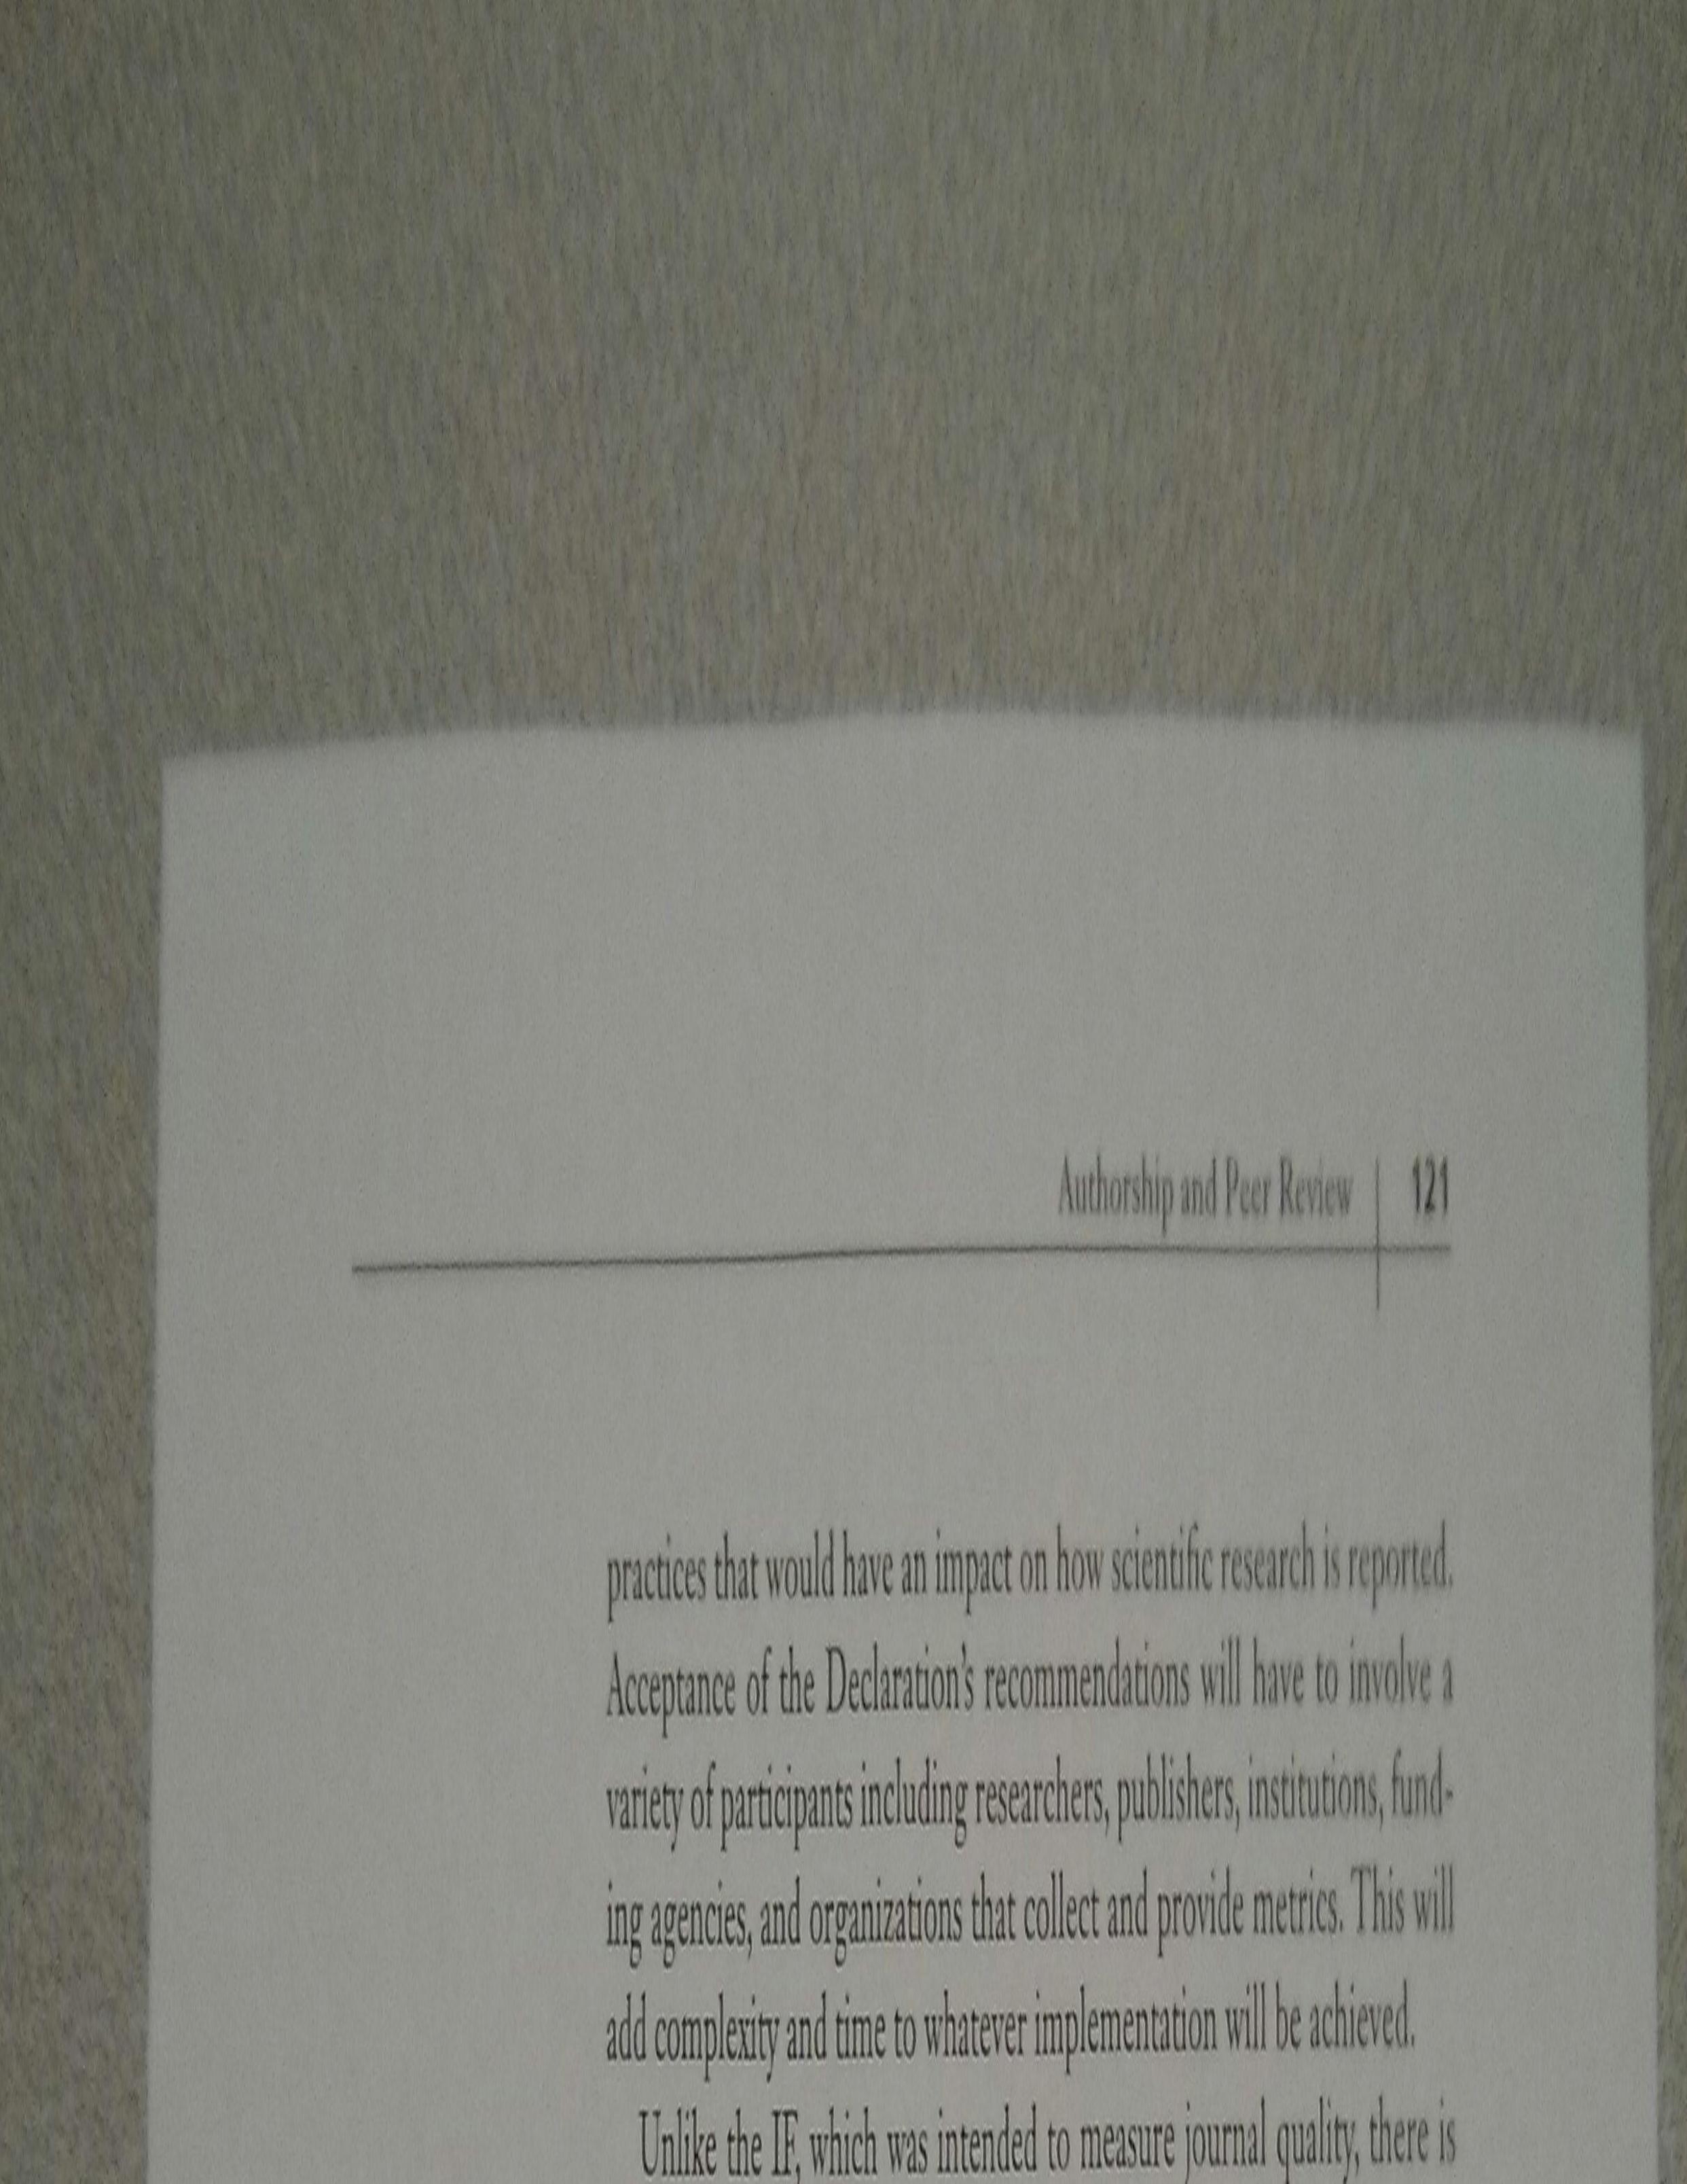 Authorship and Peer Review 121
practices that would have an impact on how scientific research is reported.
Acceptance of the Declaration's recommendations will have to involve a
variety of participants including researchers, publishers, institutions, fund-
ing agencies, and organizations that collect and provide metrics. This will
add complexity and time to whatever implementation will be achieved.
Unlike the IF, which was intended to measure journal quality, there is